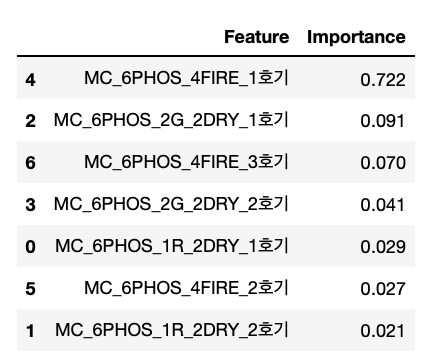 Feature Importance
4 MC_6PHOS_4FIRE_1호기 0.722
2 MC_6PHOS_2G_2DRY_1호기 0.091
6 MC_6PHOS_4FIRE_3호기 0.070
3 MC_6PHOS_2G_2DRY_2호기 0.041
0 MC_6PHOS_1R_2DRY_1호기 0.029
5 MC_6PHOS_4FIRE_2호기 0.027
1 MC_6PHOS_1R_2DRY_2호기 0.021